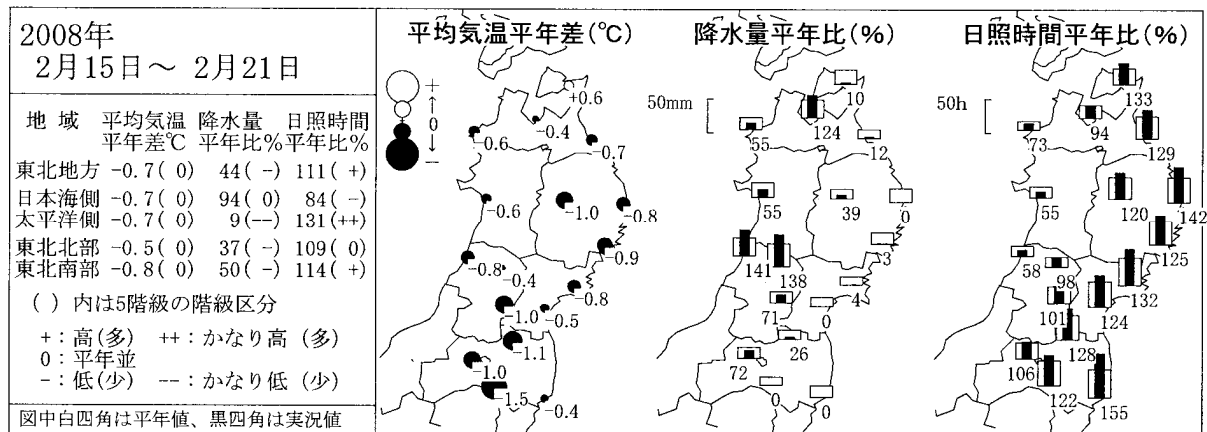 2008年
2月15日～ 2月21日
地 域 平均気温 降水量 日照時間
平年差℃ 平年比% 平年比%
東北地方 -0.7( 0) 44( -) 111( +)
日本海側 -0.7( 0) 94( 0) 84( -)
太平洋側 -0.7( 0) 9(--) 131(++)
東北北部 -0.5( 0) 37( -) 109( 0)
東北南部 -0.8( 0) 50( -) 114( +)
( ) 内は5階級の階級区分
+：高(多) ++：かなり高 (多)
0：平年並
-：低(少) --：かなり低 (少)
図中白四角は平年値、黒四角は実況値
平均気温平年差(℃)
+
↑
0
↓
-
+0.6
-0.4
-0.6
-0.7
-0.6
-1.0
-0.8
-0.9
-0.8
-0.4
-0.8
-1.0
-0.5
-1.1
-1.0
-1.5
-0.4
降水量平年比(%)
50mm
10
124
55
12
55
39
0
3
141
138
4
71
0
26
72
0
0
日照時間平年比(%)
50h
133
94
73
129
55
120
142
125
58
98
132
101
124
128
106
122
155